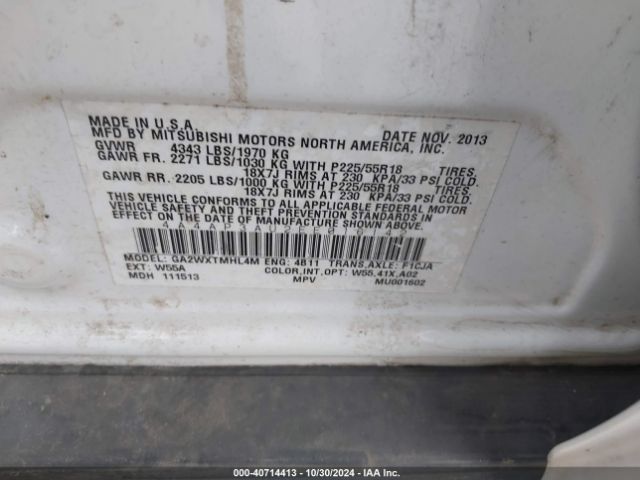 MADE IN U.S.A. DATE NOV. 2013
MFD BY MITSUBISHI MOTORS NORTH AMERICA, INC.
GVWR 4343 LBS/1970 KG
GAWR FR. 2271 LBS/1030 KG WITH P225/55R18 TIRES,
18X7J RIMS AT 230 KPA/33 PSI COLD.
GAWR RR. 2205 LBS/1000 KG WITH P225/55R18 TIRES,
18X7J RIMS AT 230 KPA/33 PSI COLD.
THIS VEHICLE CONFORMS TO ALL APPLICABLE FEDERAL MOTOR
VEHICLE SAFETY AND THEFT PREVENTION STANDARDS IN
EFFECT ON THE DATE OF MANUFACTURE SHOWN ABOVE.
MODEL: GA2WXTMHL4M ENG: 4B11 TRANS,AXLE: F1CJA
EXT: W55A COLOR,INT,OPT: W55,41X,A02
MDH 111513 MPV MU001602
000-40714413 - 10/30/2024 - IAA Inc.